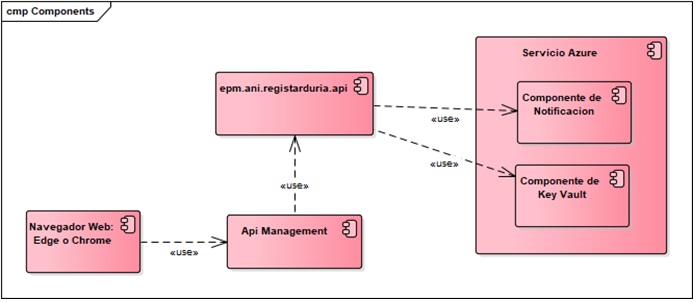 cmp Components
Servicio Azure
epm.ani.registarduria.api
Componente de
Notificacion
«use»
«use»
Componente de
Key Vault
«use»
Navegador Web:
Edge o Chrome
Api Management
«use»